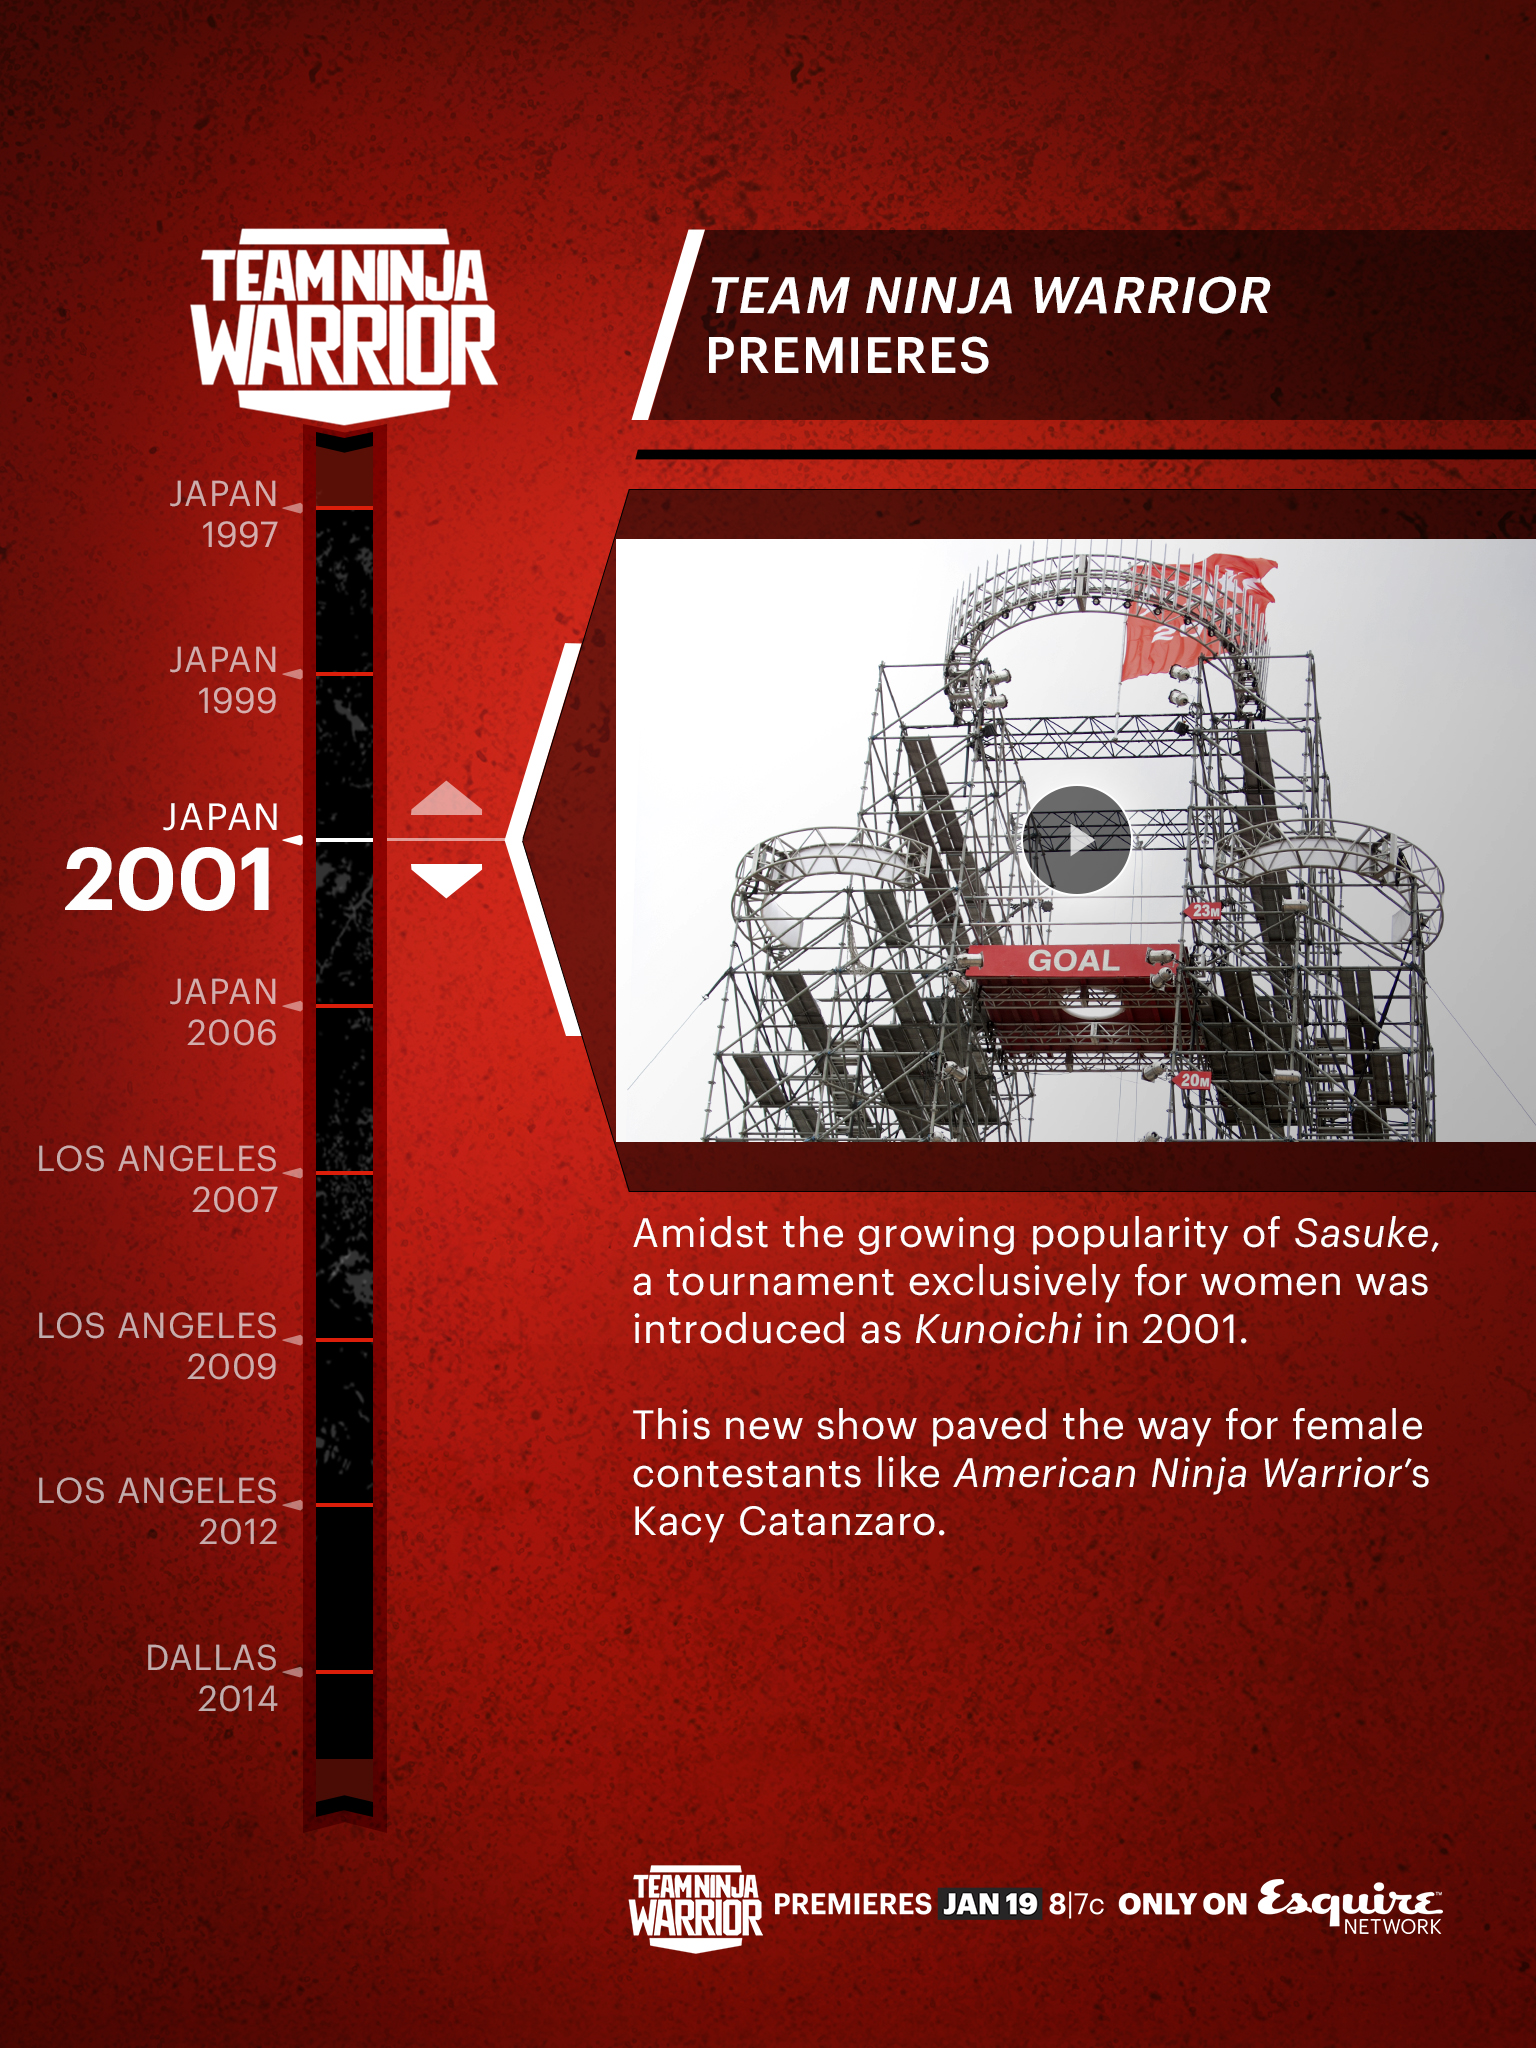 TEAM NINJA
WARRIOR
TEAM NINJA WARRIOR
PREMIERES
JAPAN
1997
JAPAN
1999
JAPAN
2001
JAPAN
2006
LOS ANGELES
2007
LOS ANGELES
2009
LOS ANGELES
2012
DALLAS
2014
23M
GOAL
20M
Amidst the growing popularity of Sasuke,
a tournament exclusively for women was
introduced as Kunoichi in 2001.
This new show paved the way for female
contestants like American Ninja Warrior's
Kacy Catanzaro.
TEAM NINJA
WARRIOR
PREMIERES JAN 19 8|7c ONLY ON Esquire™
NETWORK